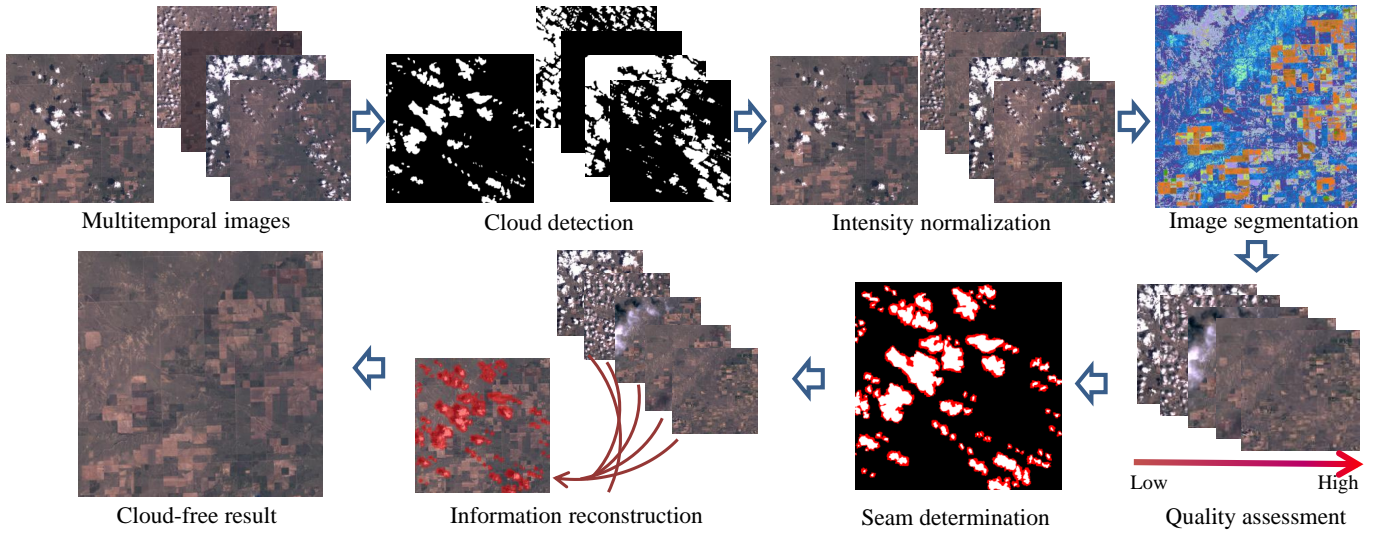 Multitemporal images
Cloud detection
Intensity normalization
Image segmentation
Low
High
Quality assessment
Seam determination
Information reconstruction
Cloud-free result